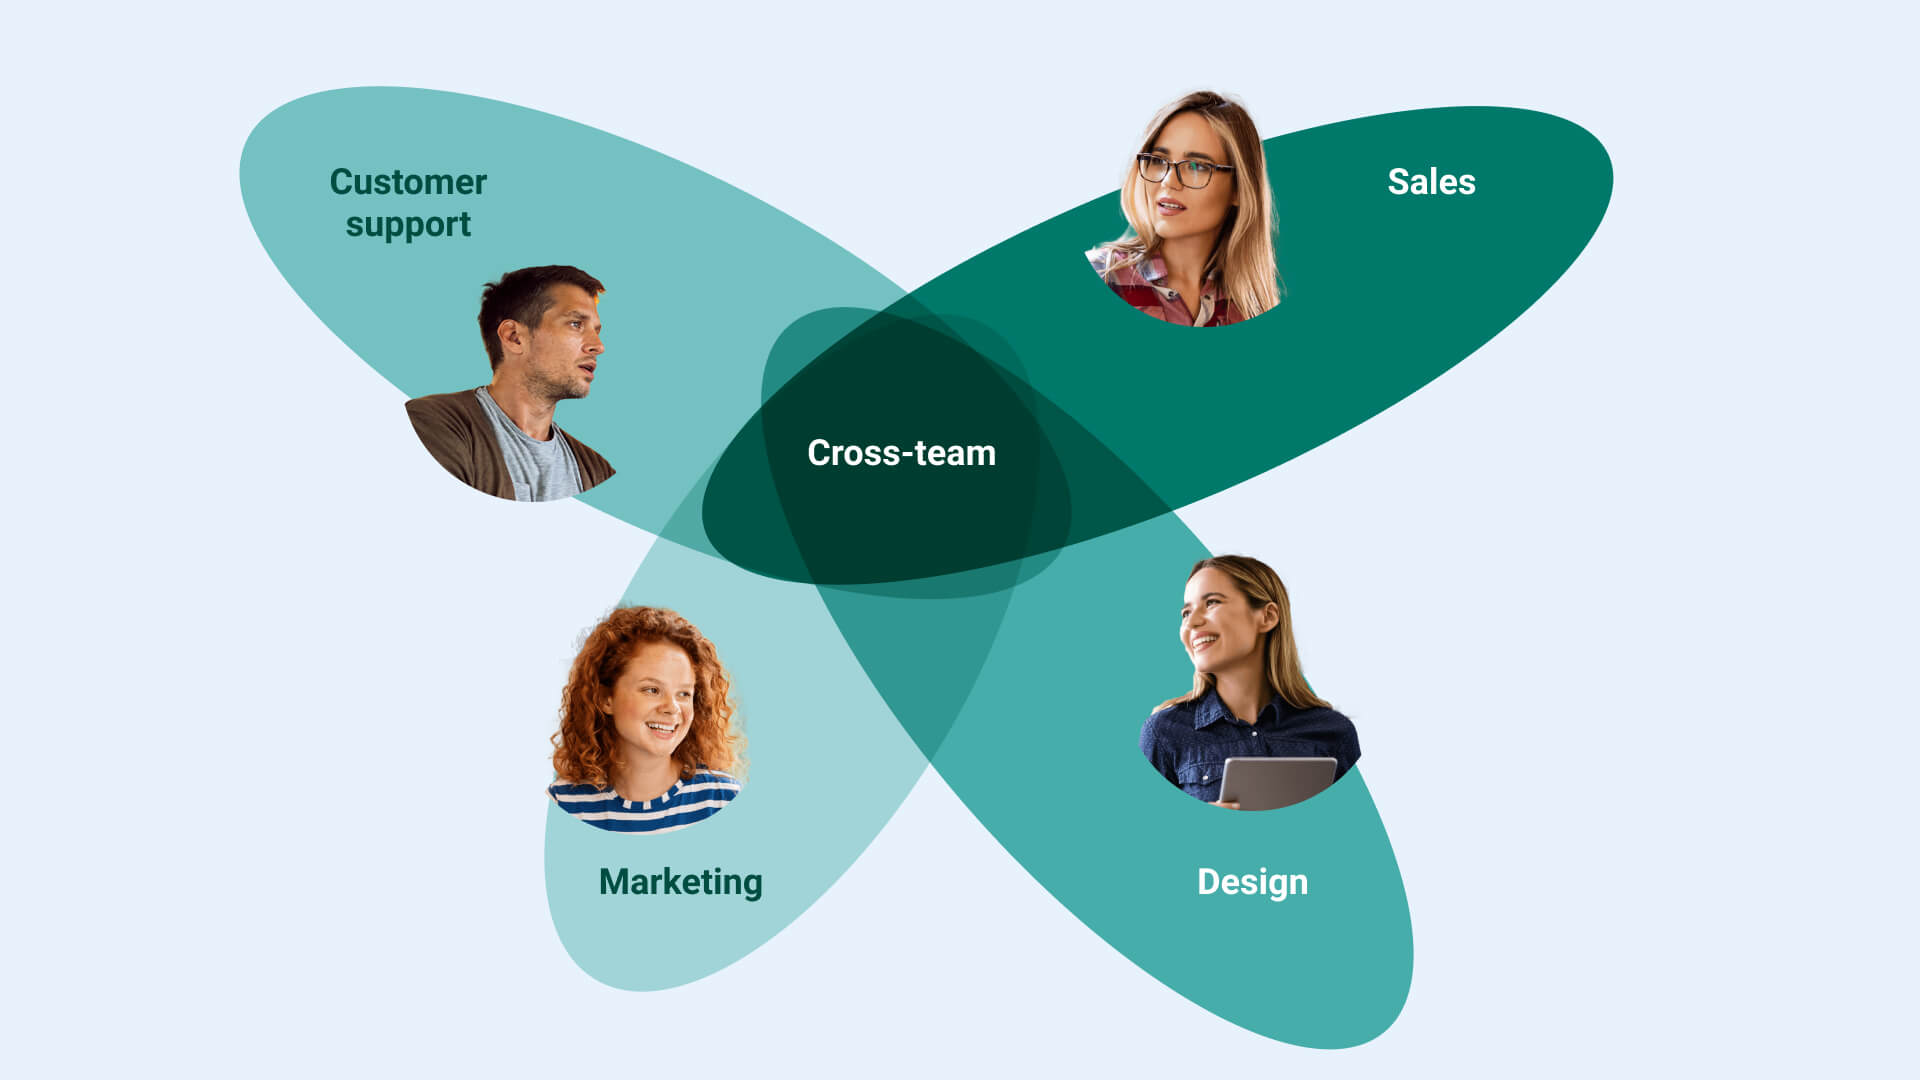 Customer
support
Sales
Cross-team
Marketing
Design